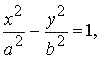 x²/a² − y²/b² = 1,